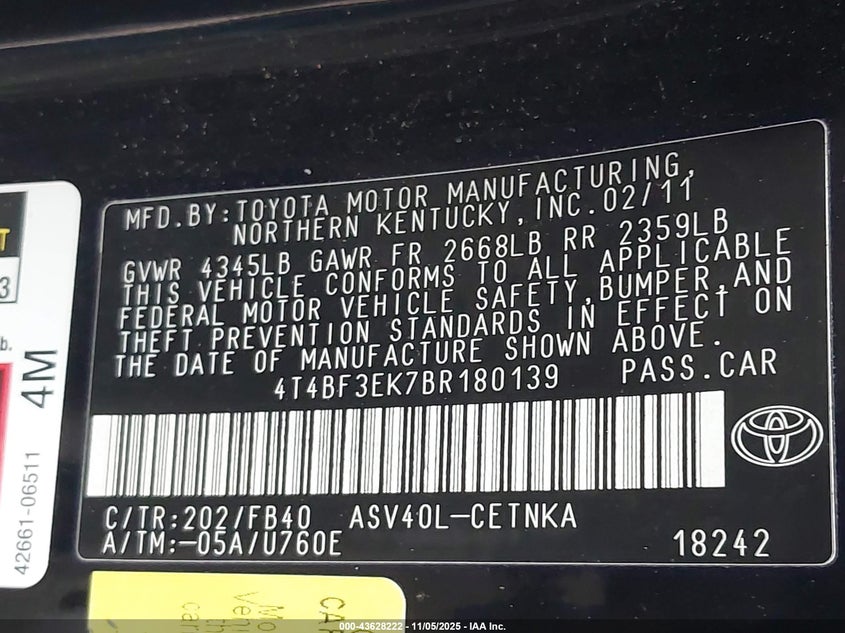 MFD.BY:TOYOTA MOTOR MANUFACTURING,
NORTHERN KENTUCKY,INC.02/11
GVWR 4345LB GAWR FR 2668LB RR 2359LB
THIS VEHICLE CONFORMS TO ALL APPLICABLE
FEDERAL MOTOR VEHICLE SAFETY,BUMPER,AND
THEFT PREVENTION STANDARDS IN EFFECT ON
THE DATE OF MANUFACTURE SHOWN ABOVE.
4T4BF3EK7BR180139 PASS.CAR
C/TR:202/FB40 ASV40L-CETNKA
A/TM:-05A/U760E 18242
T
3
b.
4M
42661-06511
000-43628222 - 11/05/2025 - IAA Inc.